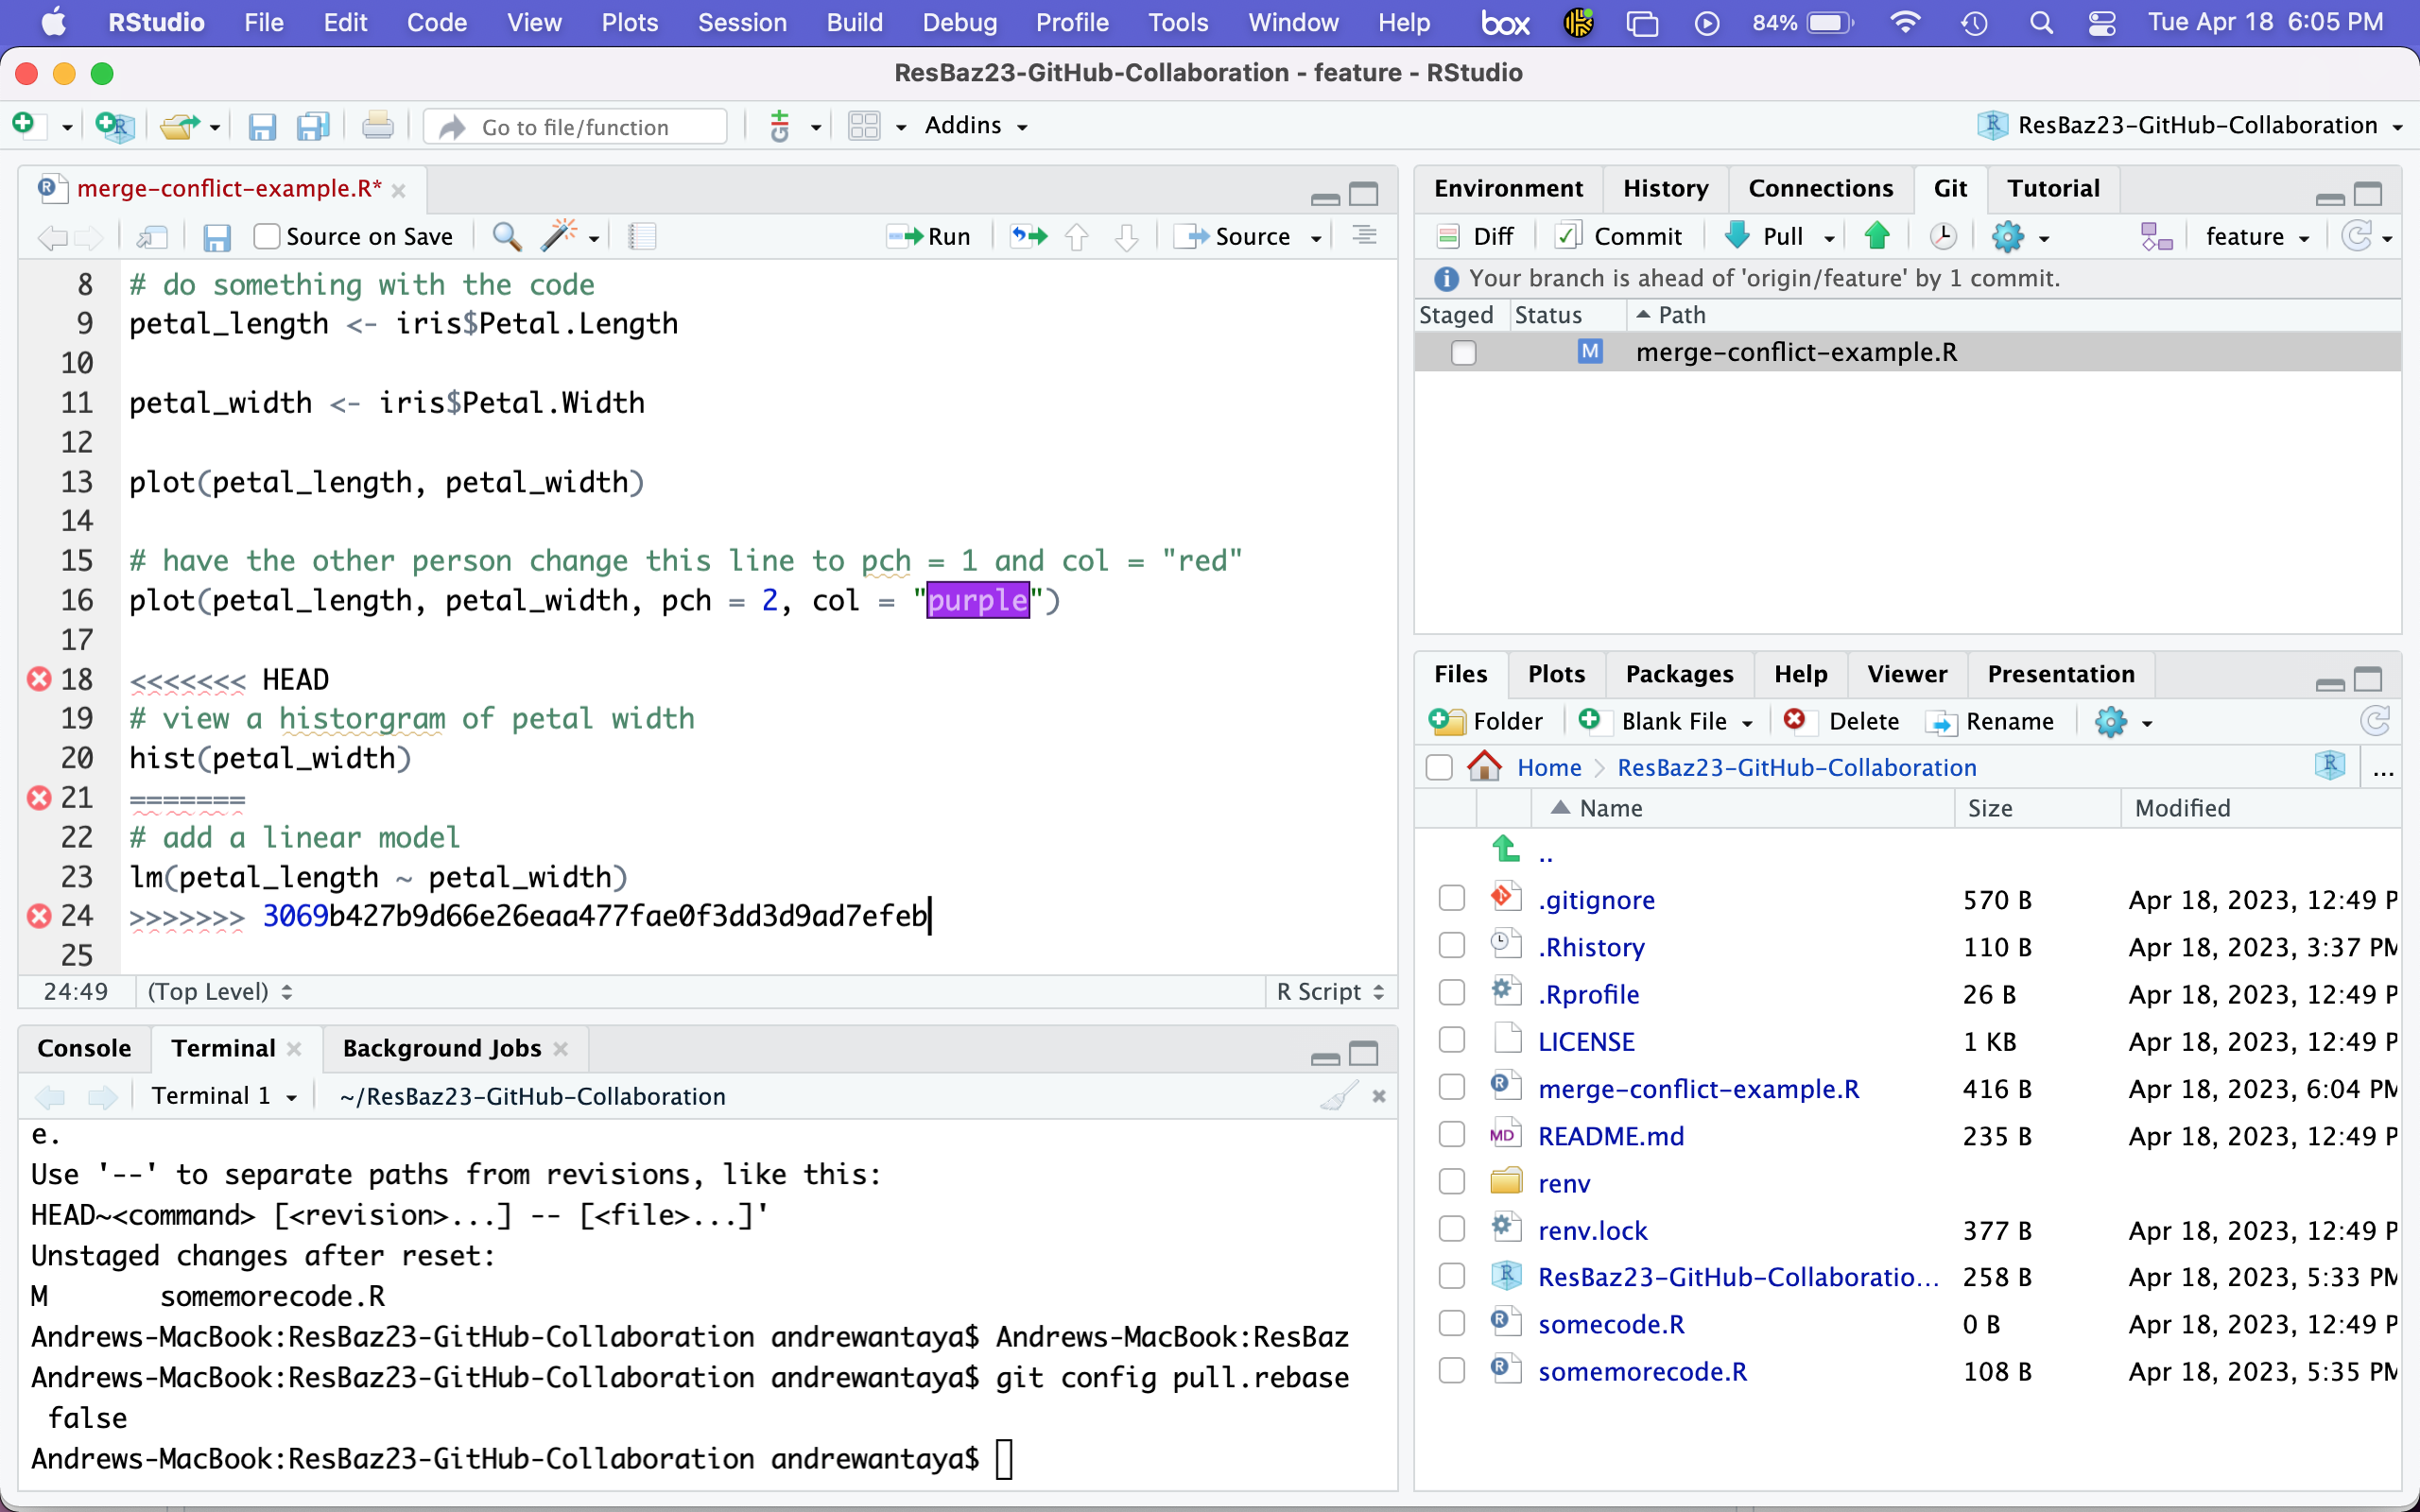 RStudio File Edit Code View Plots Session Build Debug Profile Tools Window Help box 84% Tue Apr 18 6:05 PM
ResBaz23-GitHub-Collaboration - feature - RStudio
Go to file/function Addins ResBaz23-GitHub-Collaboration
merge-conflict-example.R*
Source on Save Run Source
8 # do something with the code
9 petal_length <- iris$Petal.Length
10
11 petal_width <- iris$Petal.Width
12
13 plot(petal_length, petal_width)
14
15 # have the other person change this line to pch = 1 and col = "red"
16 plot(petal_length, petal_width, pch = 2, col = "purple")
17
18 <<<<<<< HEAD
19 # view a historgram of petal width
20 hist(petal_width)
21 =======
22 # add a linear model
23 lm(petal_length ~ petal_width)
24 >>>>>>> 3069b427b9d66e26eaa477fae0f3dd3d9ad7efeb
25
24:49 (Top Level) R Script
Console Terminal Background Jobs
Terminal 1 ~/ResBaz23-GitHub-Collaboration
e.
Use '--' to separate paths from revisions, like this:
HEAD~<command> [<revision>...] -- [<file>...]'
Unstaged changes after reset:
M somemorecode.R
Andrews-MacBook:ResBaz23-GitHub-Collaboration andrewantaya$ Andrews-MacBook:ResBaz
Andrews-MacBook:ResBaz23-GitHub-Collaboration andrewantaya$ git config pull.rebase
false
Andrews-MacBook:ResBaz23-GitHub-Collaboration andrewantaya$
Environment History Connections Git Tutorial
Diff Commit Pull feature
Your branch is ahead of 'origin/feature' by 1 commit.
Staged Status Path
M merge-conflict-example.R
Files Plots Packages Help Viewer Presentation
Folder Blank File Delete Rename
Home ResBaz23-GitHub-Collaboration ...
Name Size Modified
..
.gitignore 570 B Apr 18, 2023, 12:49 P
.Rhistory 110 B Apr 18, 2023, 3:37 PM
.Rprofile 26 B Apr 18, 2023, 12:49 P
LICENSE 1 KB Apr 18, 2023, 12:49 P
merge-conflict-example.R 416 B Apr 18, 2023, 6:04 PM
MD README.md 235 B Apr 18, 2023, 12:49 P
renv
renv.lock 377 B Apr 18, 2023, 12:49 P
ResBaz23-GitHub-Collaboratio... 258 B Apr 18, 2023, 5:33 PM
somecode.R 0 B Apr 18, 2023, 12:49 P
somemorecode.R 108 B Apr 18, 2023, 5:35 PM